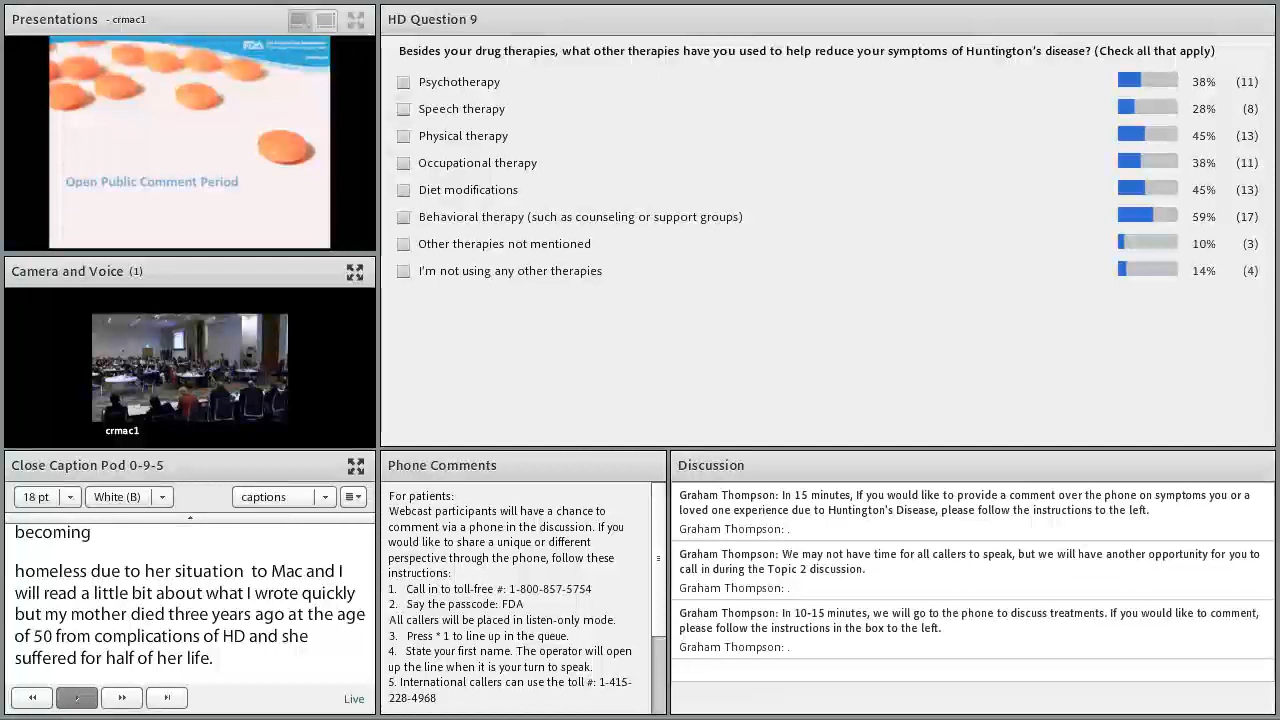 Presentations - crmac1
FDA
Open Public Comment Period
Camera and Voice (1)
crmac1
Close Caption Pod 0-9-5
18 pt
White (B)
captions
becoming
homeless due to her situation to Mac and I
will read a little bit about what I wrote quickly
but my mother died three years ago at the age
of 50 from complications of HD and she
suffered for half of her life.
Live
HD Question 9
Besides your drug therapies, what other therapies have you used to help reduce your symptoms of Huntington's disease? (Check all that apply)
Psychotherapy 38% (11)
Speech therapy 28% (8)
Physical therapy 45% (13)
Occupational therapy 38% (11)
Diet modifications 45% (13)
Behavioral therapy (such as counseling or support groups) 59% (17)
Other therapies not mentioned 10% (3)
I'm not using any other therapies 14% (4)
Phone Comments
For patients:
Webcast participants will have a chance to
comment via a phone in the discussion. If you
would like to share a unique or different
perspective through the phone, follow these
instructions:
1. Call in to toll-free #: 1-800-857-5754
2. Say the passcode: FDA
All callers will be placed in listen-only mode.
3. Press * 1 to line up in the queue.
4. State your first name. The operator will open
up the line when it is your turn to speak.
5. International callers can use the toll #: 1-415-
228-4968
Discussion
Graham Thompson: In 15 minutes, If you would like to provide a comment over the phone on symptoms you or a
loved one experience due to Huntington's Disease, please follow the instructions to the left.
Graham Thompson: .
Graham Thompson: We may not have time for all callers to speak, but we will have another opportunity for you to
call in during the Topic 2 discussion.
Graham Thompson: .
Graham Thompson: In 10-15 minutes, we will go to the phone to discuss treatments. If you would like to comment,
please follow the instructions in the box to the left.
Graham Thompson: .